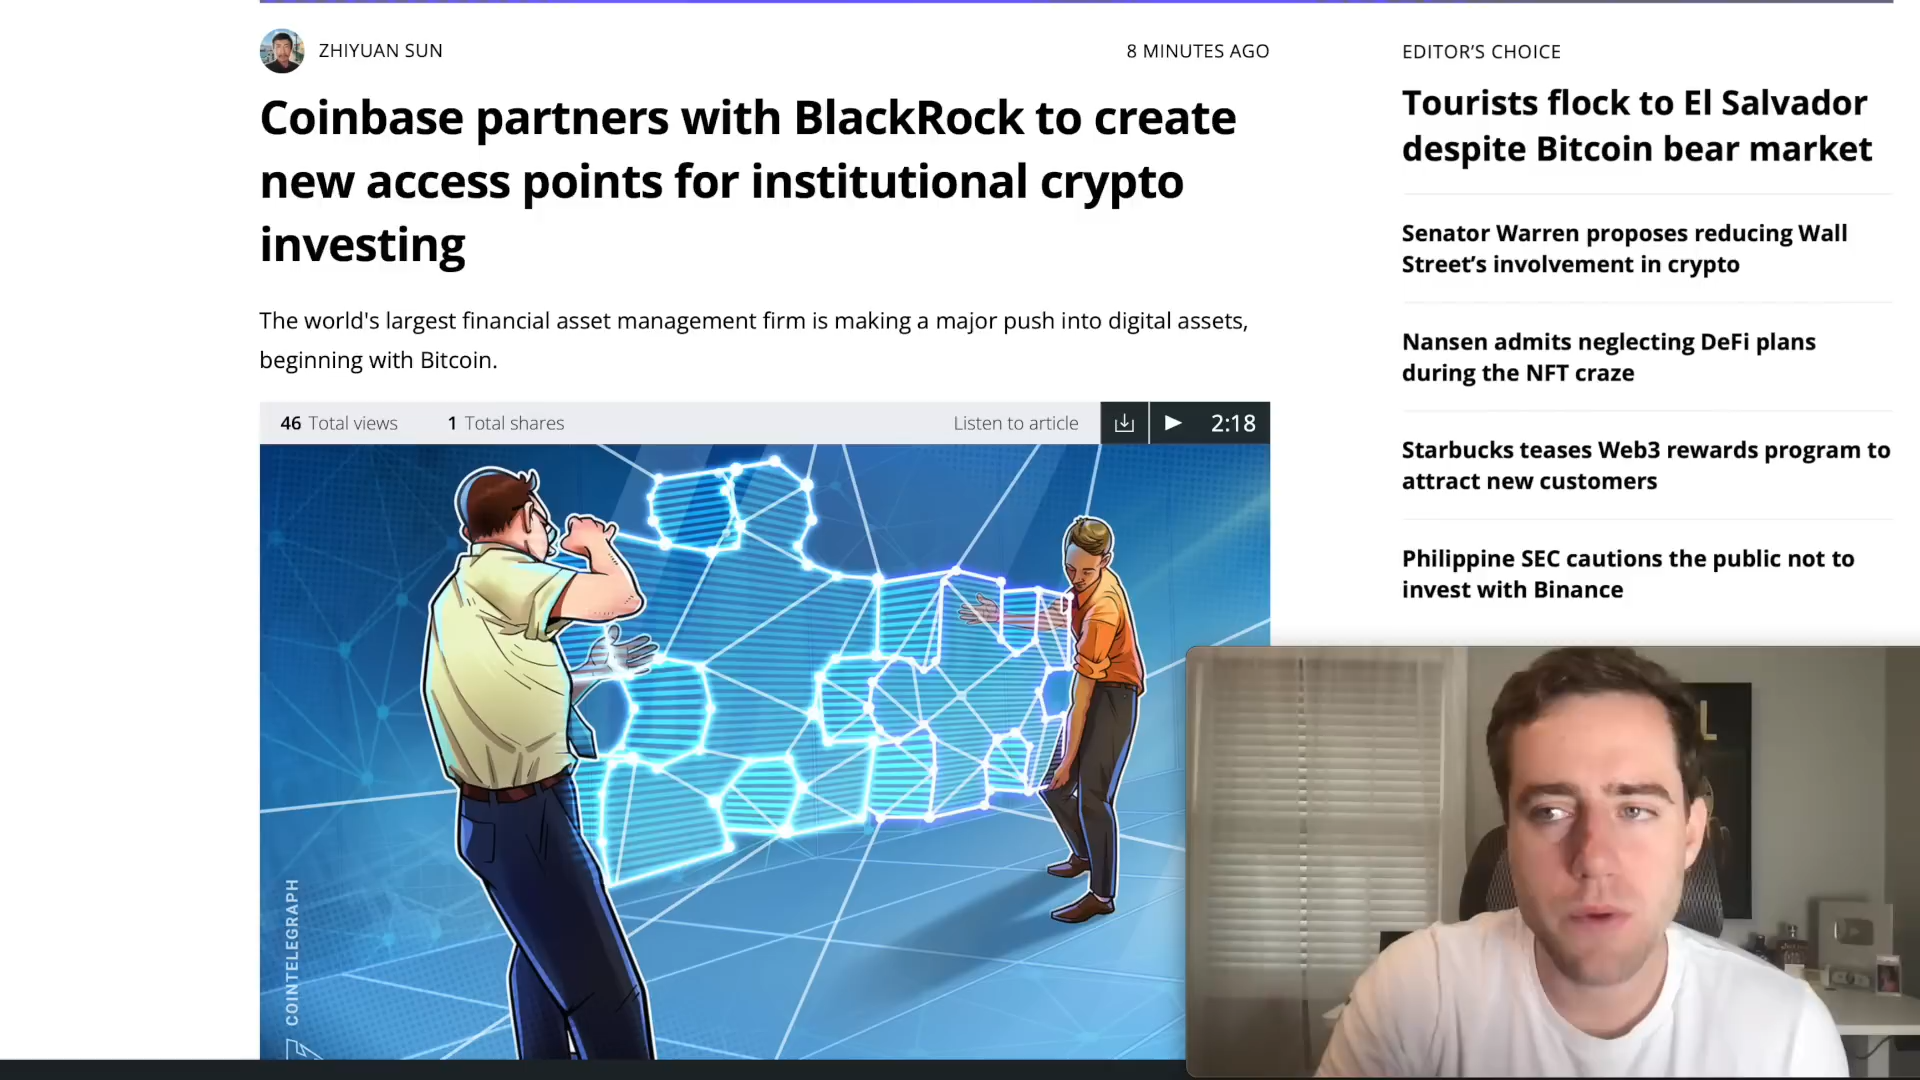 ZHIYUAN SUN
8 MINUTES AGO
Coinbase partners with BlackRock to create
new access points for institutional crypto
investing
The world's largest financial asset management firm is making a major push into digital assets,
beginning with Bitcoin.
46 Total views
1 Total shares
Listen to article
2:18
COINTELEGRAPH
EDITOR’S CHOICE
Tourists flock to El Salvador
despite Bitcoin bear market
Senator Warren proposes reducing Wall
Street’s involvement in crypto
Nansen admits neglecting DeFi plans
during the NFT craze
Starbucks teases Web3 rewards program to
attract new customers
Philippine SEC cautions the public not to
invest with Binance
L